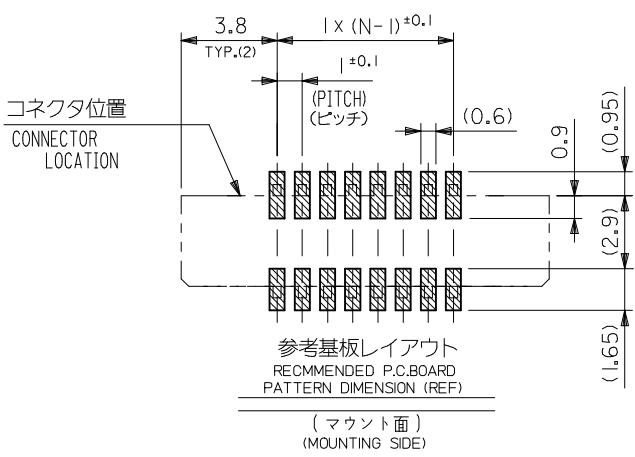 3.8
TYP.(2)
1×(N-1)±0.1
1±0.1
(PITCH)
(ピッチ)
(0.6)
0.9
(0.95)
(2.9)
(1.65)
コネクタ位置
CONNECTOR
LOCATION
参考基板レイアウト
RECMMENDED P.C.BOARD
PATTERN DIMENSION (REF)
(マウント面)
(MOUNTING SIDE)